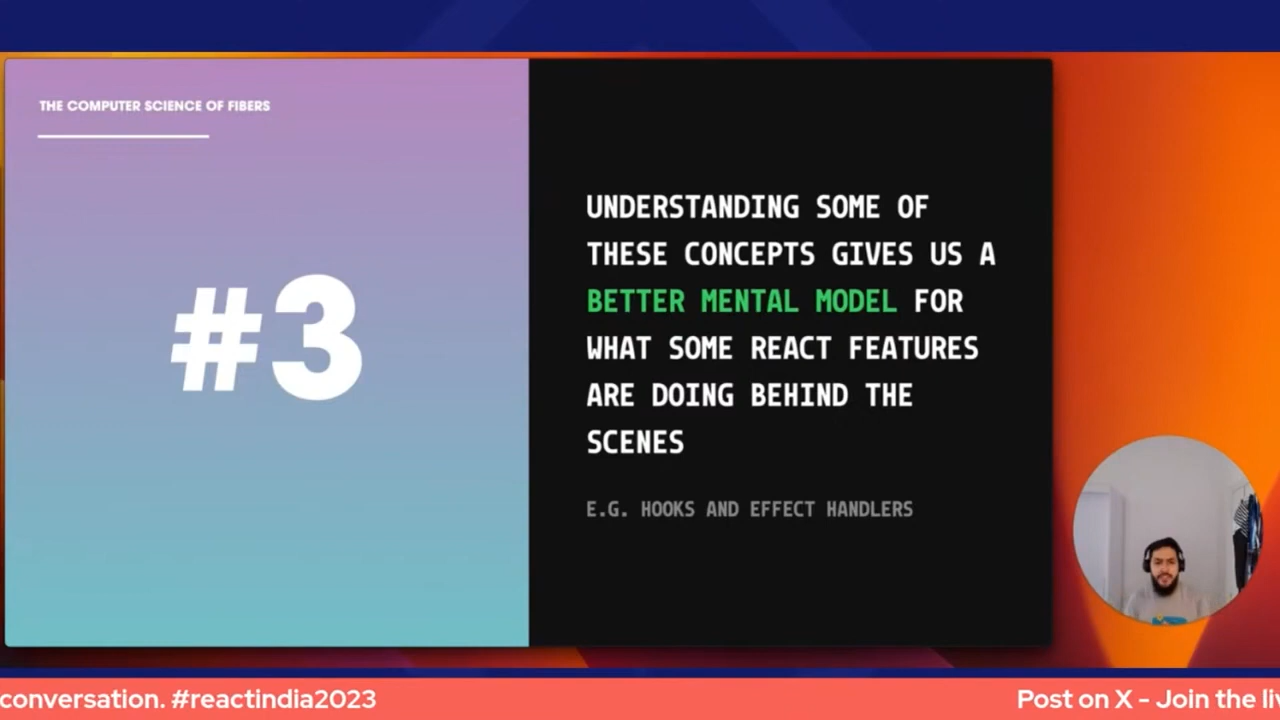 THE COMPUTER SCIENCE OF FIBERS
#3
UNDERSTANDING SOME OF
THESE CONCEPTS GIVES US A
BETTER MENTAL MODEL FOR
WHAT SOME REACT FEATURES
ARE DOING BEHIND THE
SCENES
E.G. HOOKS AND EFFECT HANDLERS
conversation. #reactindia2023
Post on X - Join the liv